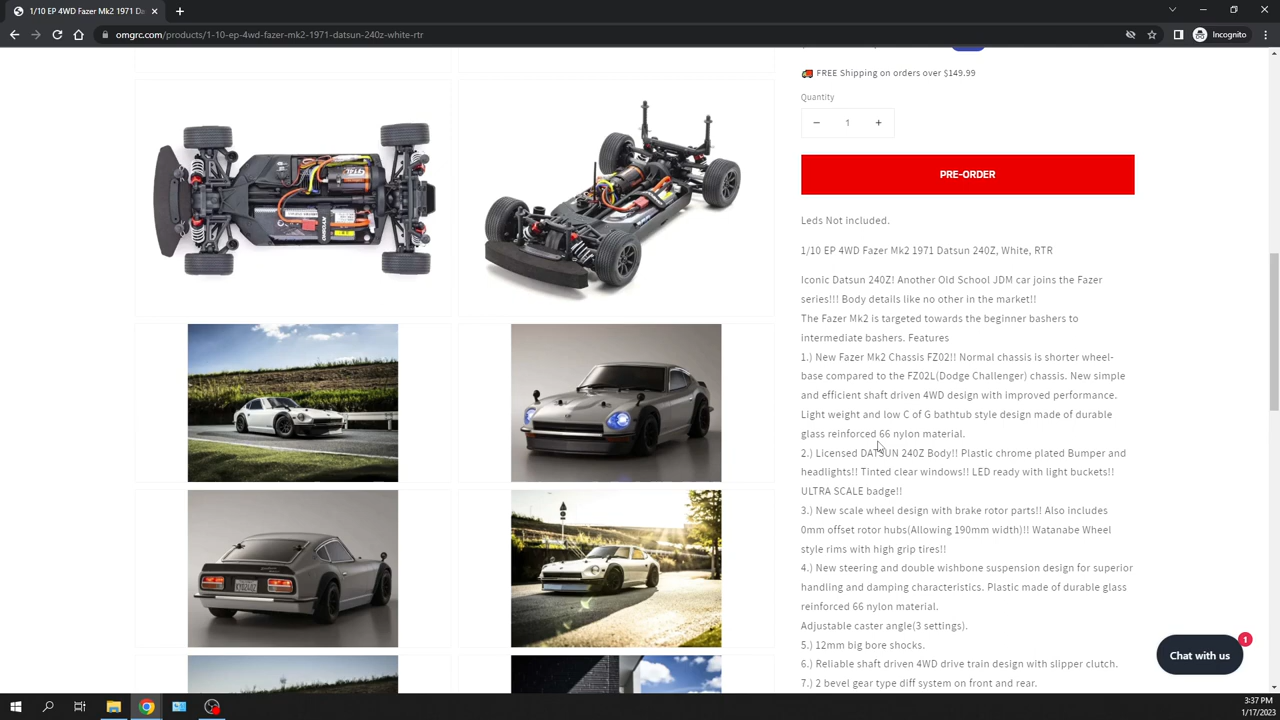 1/10 EP 4WD Fazer Mk2 1971 Da
omgrc.com/products/1-10-ep-4wd-fazer-mk2-1971-datsun-240z-white-rtr
Incognito
FREE Shipping on orders over $149.99
Quantity
− 1 +
PRE-ORDER
Leds Not included.
1/10 EP 4WD Fazer Mk2 1971 Datsun 240Z, White, RTR
Iconic Datsun 240Z! Another Old School JDM car joins the Fazer
series!!! Body details like no other in the market!!
The Fazer Mk2 is targeted towards the beginner bashers to
intermediate bashers. Features
1.) New Fazer Mk2 Chassis FZ02!! Normal chassis is shorter wheel-
base compared to the FZ02L(Dodge Challenger) chassis. New simple
and efficient shaft driven 4WD design with improved performance.
Light weight and low C of G bathtub style design made of durable
glass reinforced 66 nylon material.
2.) Licensed DATSUN 240Z Body!! Plastic chrome plated Bumper and
headlights!! Tinted clear windows!! LED ready with light buckets!!
ULTRA SCALE badge!!
3.) New scale wheel design with brake rotor parts!! Also includes
0mm offset rotor hubs(Allowing 190mm width)!! Watanabe Wheel
style rims with high grip tires!!
4.) New steering and double wishbone suspension design for superior
handling and damping characteristics. Plastic made of durable glass
reinforced 66 nylon material.
Adjustable caster angle(3 settings).
5.) 12mm big bore shocks.
6.) Reliable shaft driven 4WD drive train design with slipper clutch.
7.) 2 bevel gear type diff system on front and rear.
Chat with us
1
3:37 PM
1/17/2023